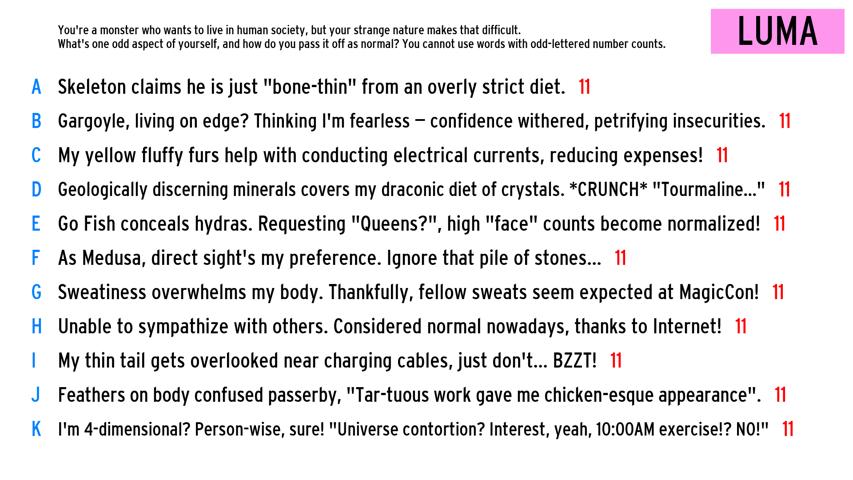 You're a monster who wants to live in human society, but your strange nature makes that difficult.
What's one odd aspect of yourself, and how do you pass it off as normal? You cannot use words with odd-lettered number counts.
LUMA
A Skeleton claims he is just "bone-thin" from an overly strict diet. 11
B Gargoyle, living on edge? Thinking I'm fearless – confidence withered, petrifying insecurities. 11
C My yellow fluffy furs help with conducting electrical currents, reducing expenses! 11
D Geologically discerning minerals covers my draconic diet of crystals. *CRUNCH* "Tourmaline..." 11
E Go Fish conceals hydras. Requesting "Queens?", high "face" counts become normalized! 11
F As Medusa, direct sight's my preference. Ignore that pile of stones... 11
G Sweatiness overwhelms my body. Thankfully, fellow sweats seem expected at MagicCon! 11
H Unable to sympathize with others. Considered normal nowadays, thanks to Internet! 11
I My thin tail gets overlooked near charging cables, just don't... BZZT! 11
J Feathers on body confused passerby, "Tar-tuous work gave me chicken-esque appearance". 11
K I'm 4-dimensional? Person-wise, sure! "Universe contortion? Interest, yeah, 10:00AM exercise!? NO!" 11